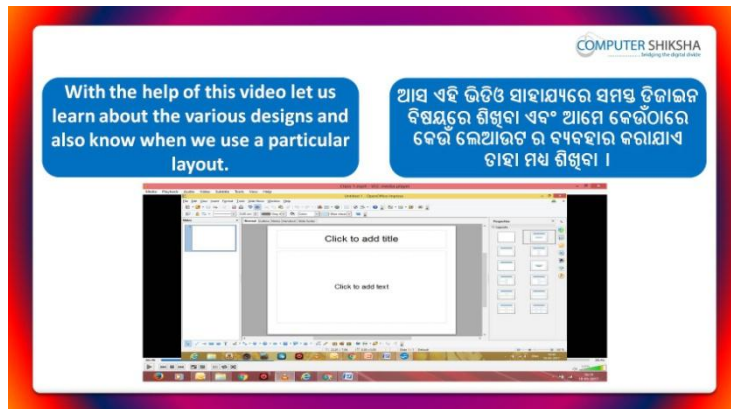 COMPUTER SHIKSHA
bridging the digital divide
With the help of this video let us
learn about the various designs and
also know when we use a particular
layout.
ଆସ ଏହି ଭିଡିଓ ସାହାଯ୍ୟରେ ସମସ୍ତ ଡ଼ିଜାଇନ
ବିଷୟରେ ଶିଖିବା ଏବଂ ଆମେ କେଉଁଠାରେ
କେଉଁ ଲେଆଉଟ ର ବ୍ୟବହାର କରାଯାଏ
ତାହା ମଧ୍ୟ ଶିଖିବା ।
Click to add title
Click to add text